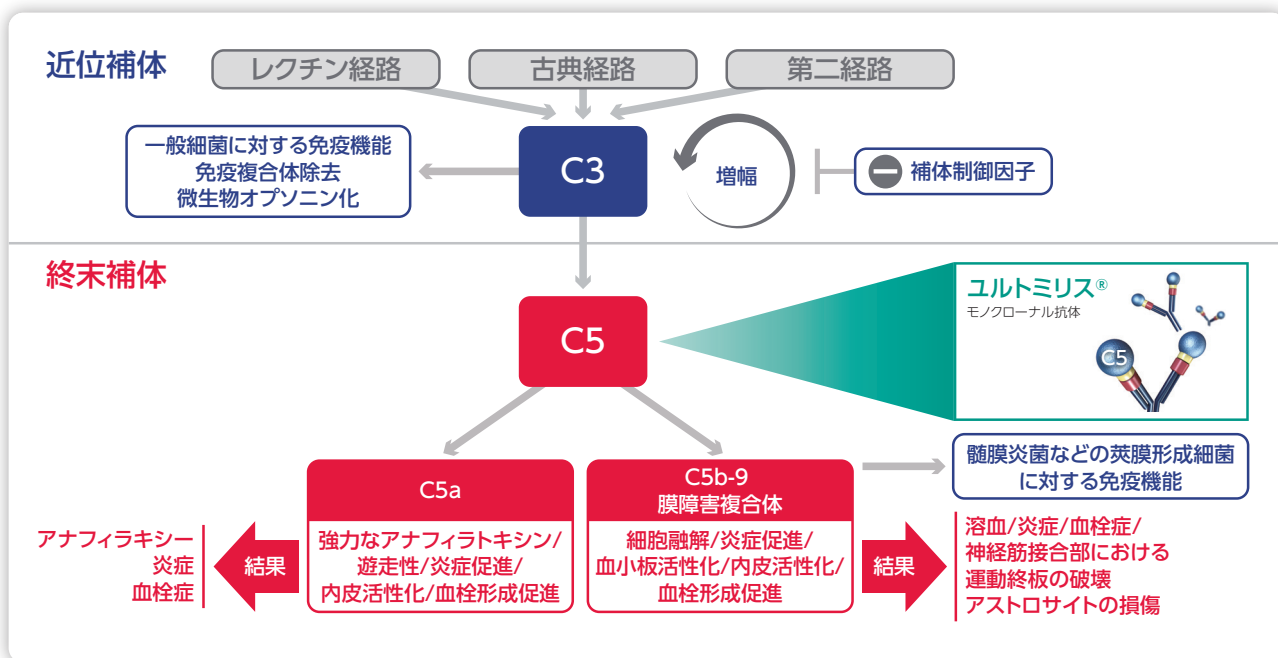 近位補体
レクチン経路
古典経路
第二経路
一般細菌に対する免疫機能
免疫複合体除去
微生物オプソニン化
C3
増幅
補体制御因子
終末補体
C5
ユルトミリス®
モノクローナル抗体
C5
髄膜炎菌などの莢膜形成細菌
に対する免疫機能
C5a
強力なアナフィラトキシン/
遊走性/炎症促進/
内皮活性化/血栓形成促進
C5b-9
膜障害複合体
細胞融解/炎症促進/
血小板活性化/内皮活性化/
血栓形成促進
結果
アナフィラキシー
炎症
血栓症
結果
溶血/炎症/血栓症/
神経筋接合部における
運動終板の破壊
アストロサイトの損傷